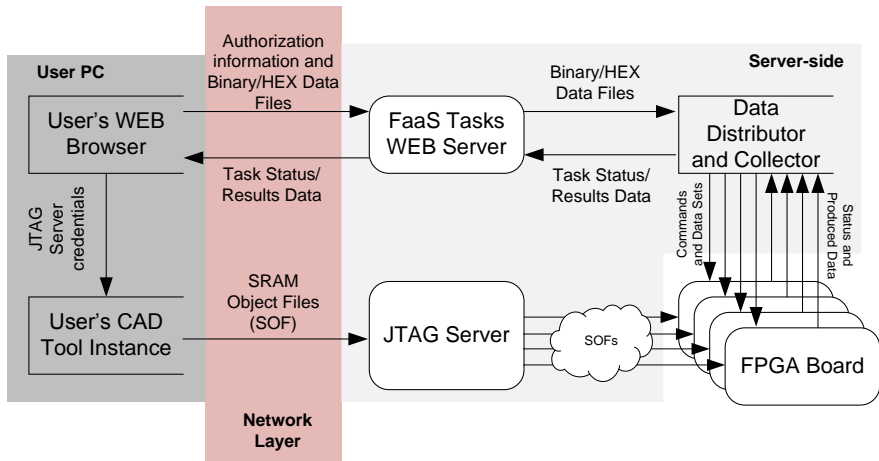 Authorization
information and
Binary/HEX Data
Files
User PC
Server-side
Binary/HEX
Data Files
User's WEB
Browser
FaaS Tasks
WEB Server
Data
Distributor
and Collector
Task Status/
Results Data
Task Status/
Results Data
JTAG
Server
credentials
Commands
and Data Sets
Status and
Produced Data
SRAM
Object Files
(SOF)
User's CAD
Tool Instance
JTAG Server
SOFs
FPGA Board
Network
Layer